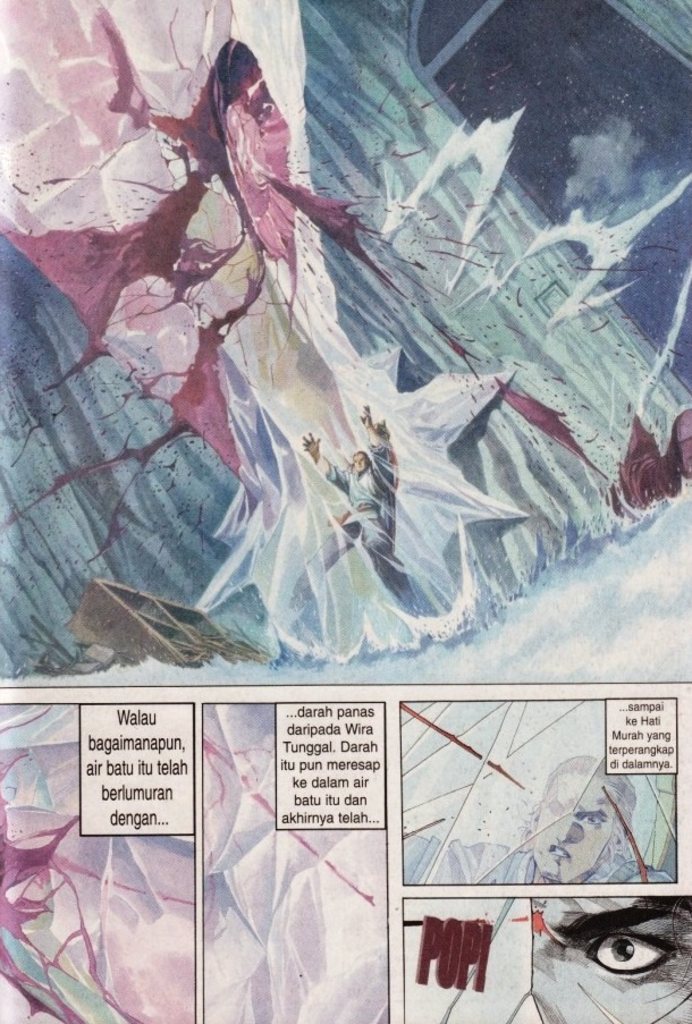 Walau
bagaimanapun,
air batu itu telah
berlumuran
dengan...
...darah panas
daripada Wira
Tunggal. Darah
itu pun meresap
ke dalam air
batu itu dan
akhirnya telah...
...sampai
ke Hati
Murah yang
terperangkap
di dalamnya.
POP!